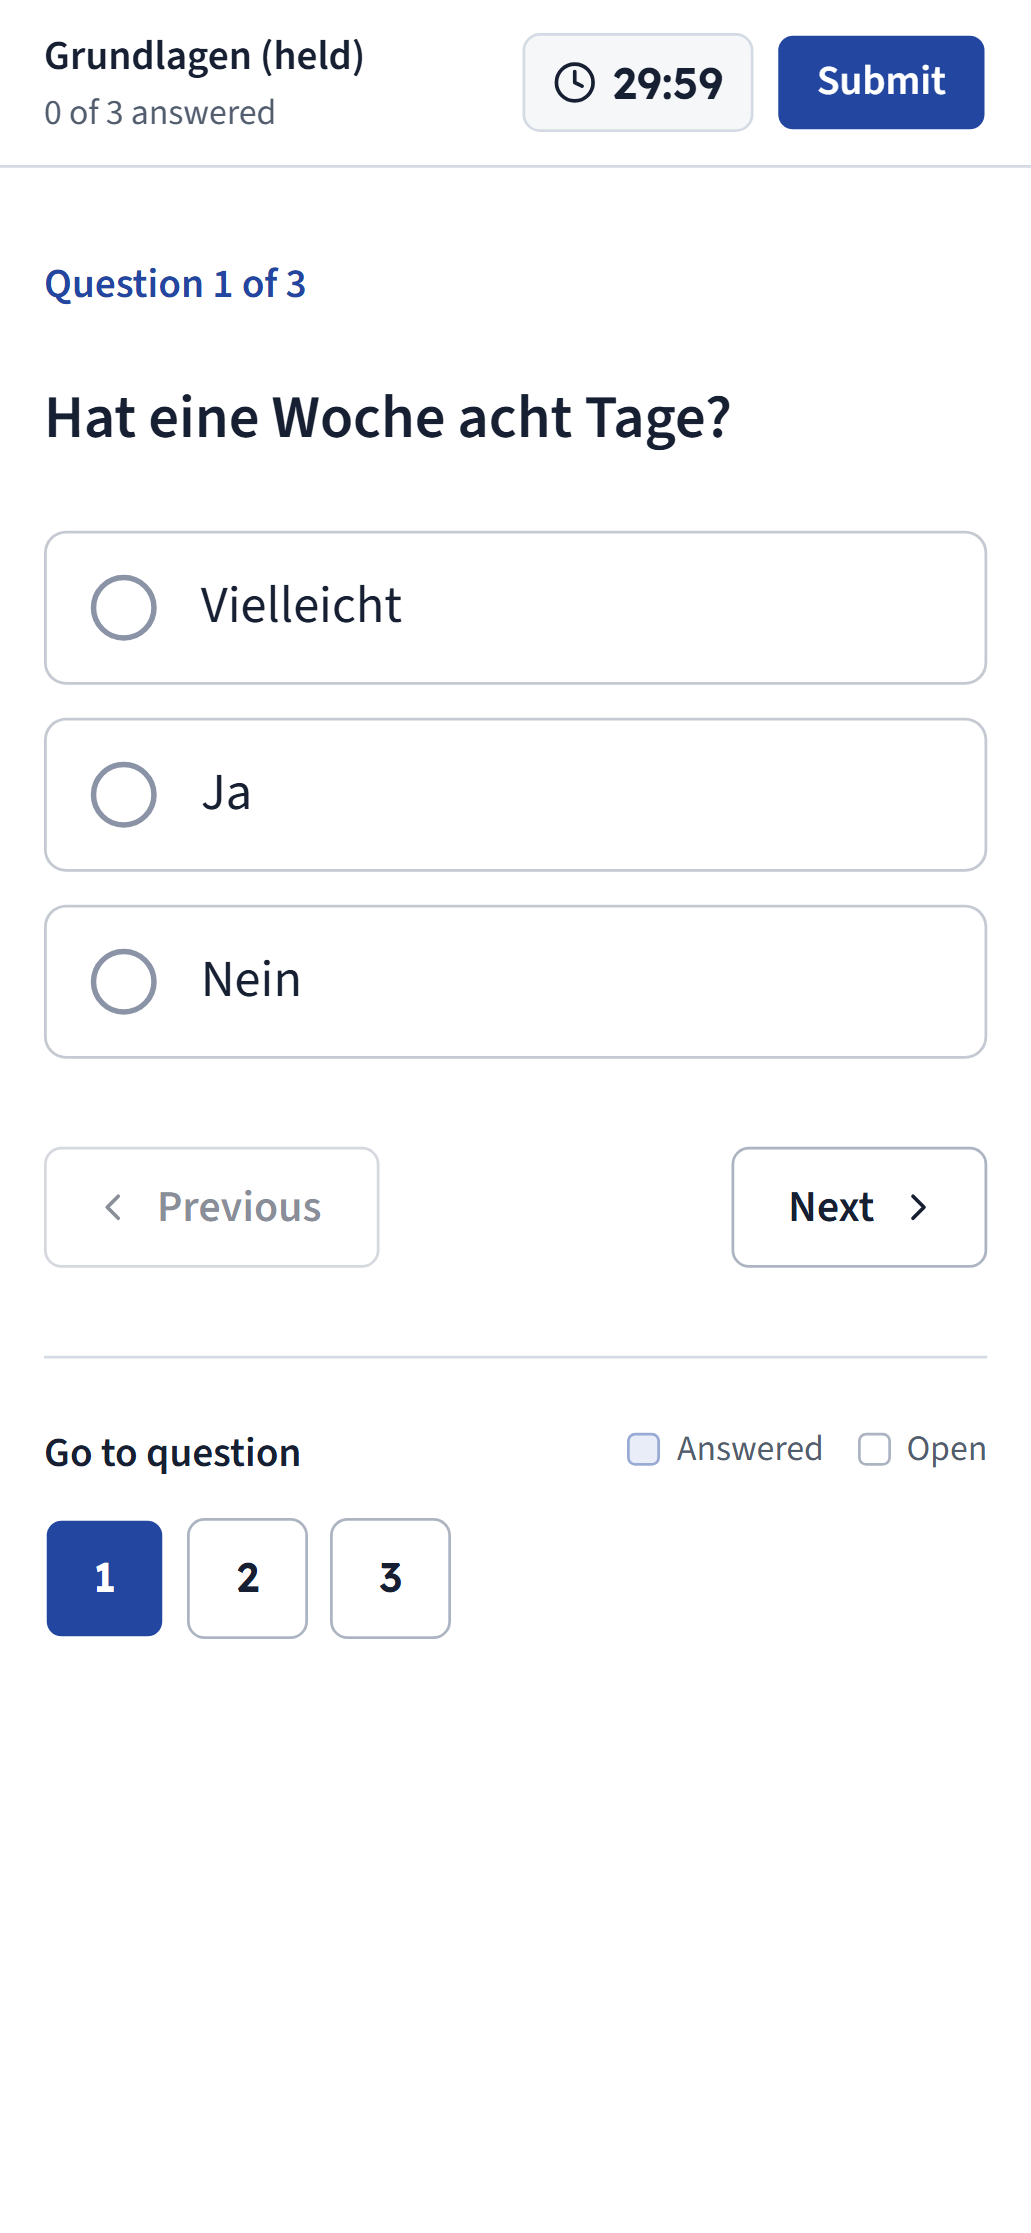 Grundlagen (held)
0 of 3 answered
29:59
Submit
Question 1 of 3
Hat eine Woche acht Tage?
Vielleicht
Ja
Nein
Previous
Next
Go to question
Answered
Open
1
2
3